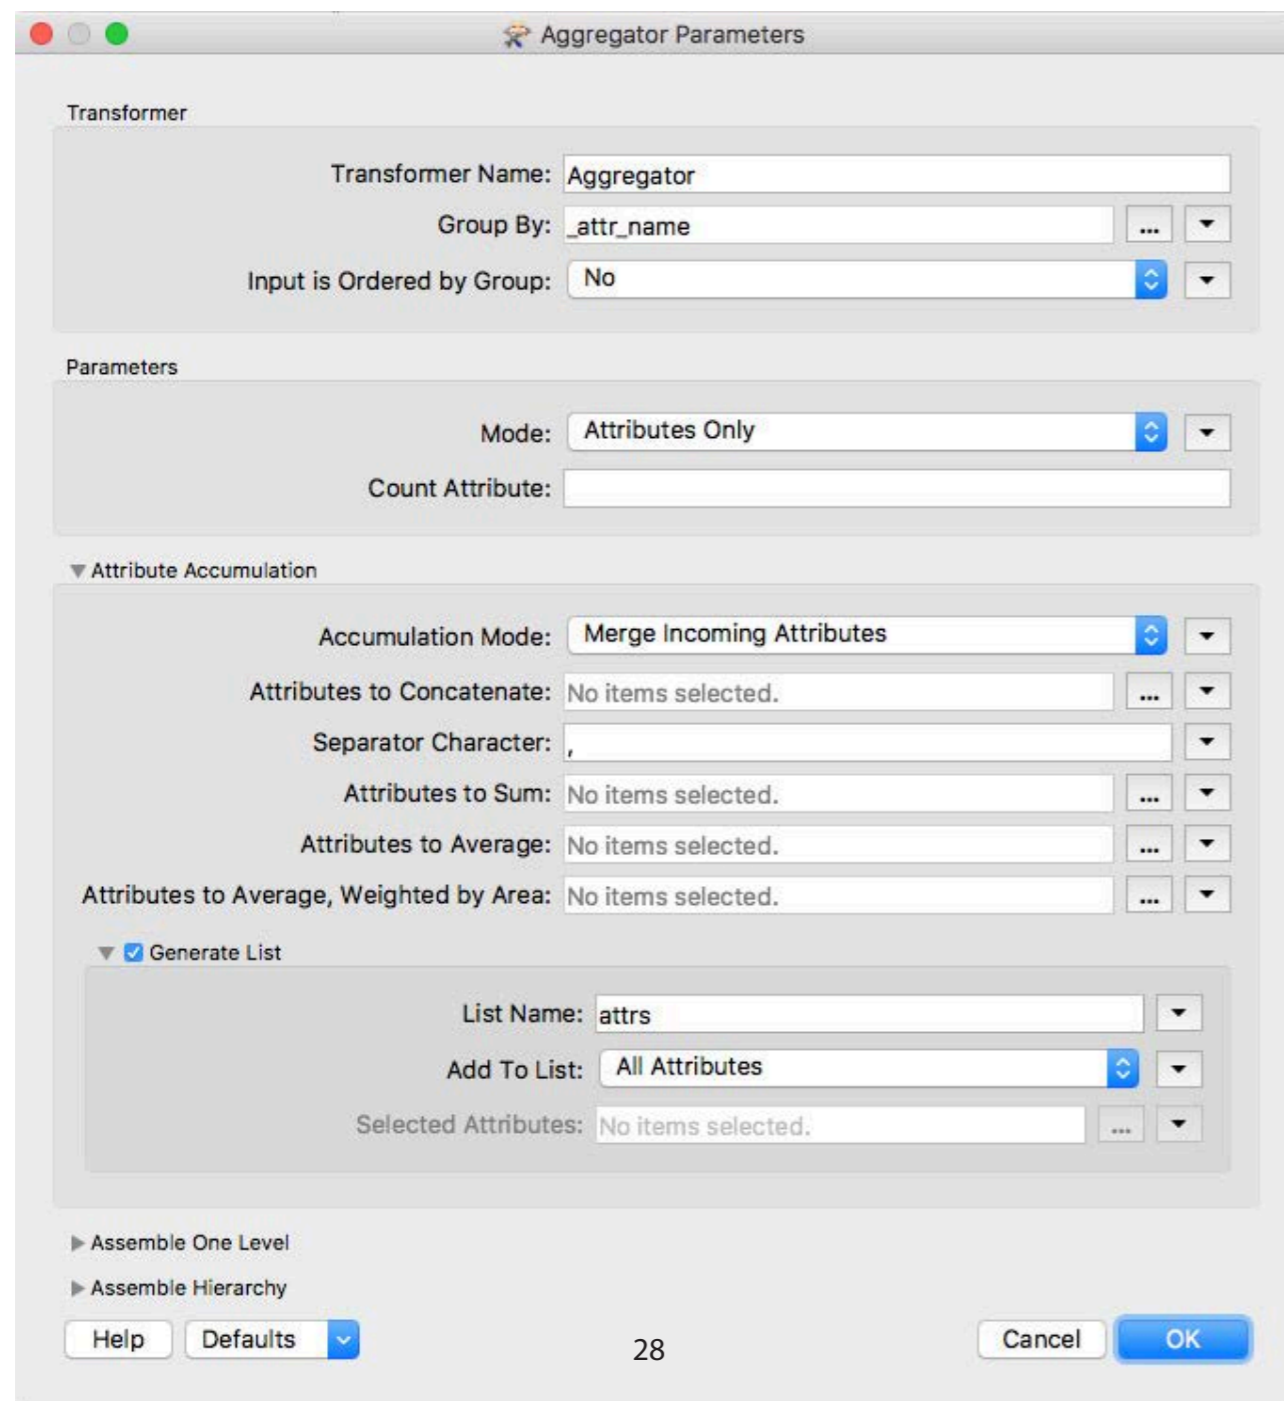 Aggregator Parameters
Transformer
Transformer Name: Aggregator
Group By: _attr_name ...
Input is Ordered by Group: No
Parameters
Mode: Attributes Only
Count Attribute:
Attribute Accumulation
Accumulation Mode: Merge Incoming Attributes
Attributes to Concatenate: No items selected. ...
Separator Character: ,
Attributes to Sum: No items selected. ...
Attributes to Average: No items selected. ...
Attributes to Average, Weighted by Area: No items selected. ...
Generate List
List Name: attrs
Add To List: All Attributes
Selected Attributes: No items selected. ...
Assemble One Level
Assemble Hierarchy
Help Defaults 28 Cancel OK